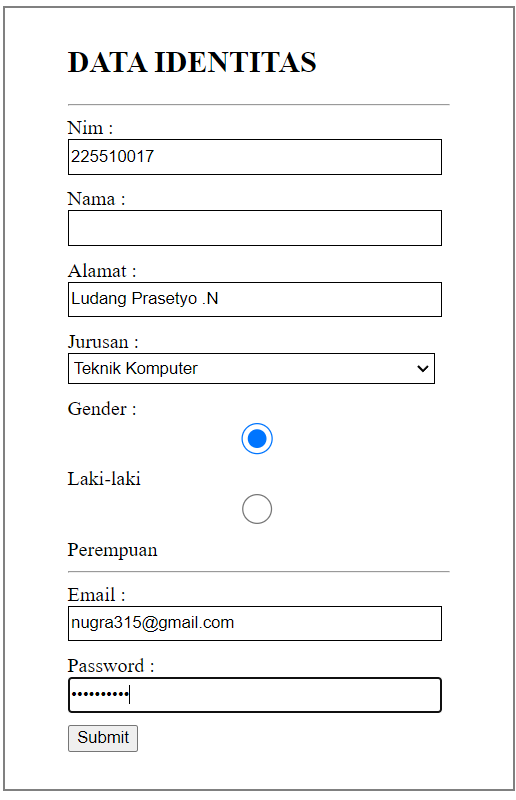 DATA IDENTITAS
Nim :
225510017
Nama :
Alamat :
Ludang Prasetyo .N
Jurusan :
Teknik Komputer
Gender :
Laki-laki
Perempuan
Email :
nugra315@gmail.com
Password :
••••••••••
Submit